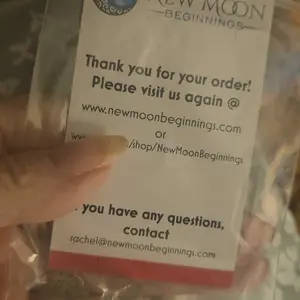 NEW MOON
BEGINNINGS
Thank you for your order!
Please visit us again @
www.newmoonbeginnings.com
or
/shop/NewMoonBeginnings
you have any questions,
contact
rachel@newmoonbeginnings.com